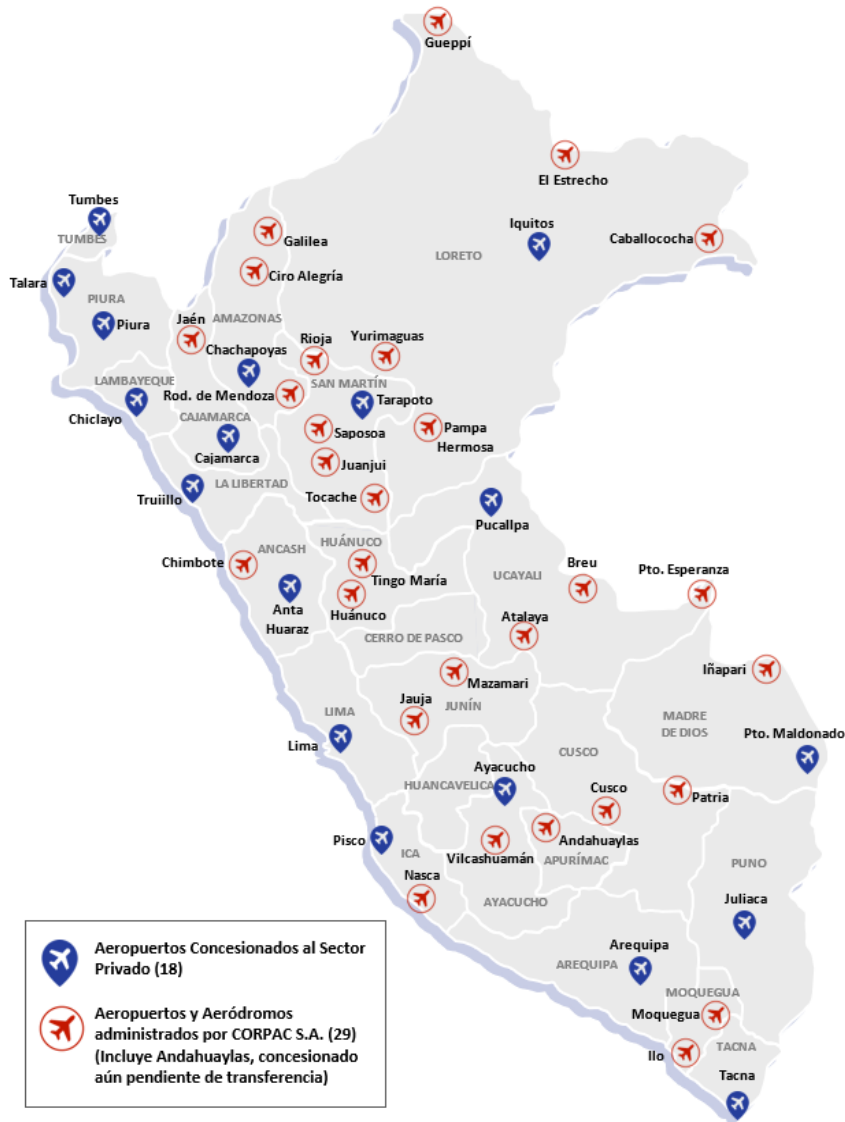 Gueppí
El Estrecho
Tumbes
TUMBES
Galilea
Iquitos
Caballococha
LORETO
Ciro Alegría
Talara
PIURA
Piura
Jaén
AMAZONAS
Chachapoyas
Rioja
Yurimaguas
LAMBAYEQUE
Rod. de Mendoza
SAN MARTÍN
Tarapoto
Chiclayo
CAJAMARCA
Cajamarca
Saposoa
Pampa
Hermosa
Juanjui
LA LIBERTAD
Truiillo
Tocache
Pucallpa
HUÁNUCO
ANCASH
Chimbote
Tingo María
UCAYALI
Breu
Pto. Esperanza
Anta
Huaraz
Huánuco
Atalaya
CERRO DE PASCO
Iñapari
Mazamari
Jauja
JUNÍN
LIMA
Lima
MADRE
DE DIOS
Pto. Maldonado
CUSCO
Ayacucho
HUANCAVELICA
Cusco
Patria
Pisco
ICA
Vilcashuamán
Andahuaylas
APURÍMAC
PUNO
Nasca
AYACUCHO
Juliaca
Arequipa
AREQUIPA
MOQUEGUA
Moquegua
Ilo
TACNA
Tacna
Aeropuertos Concesionados al Sector
Privado (18)
Aeropuertos y Aeródromos
administrados por CORPAC S.A. (29)
(Incluye Andahuaylas, concesionado
aún pendiente de transferencia)